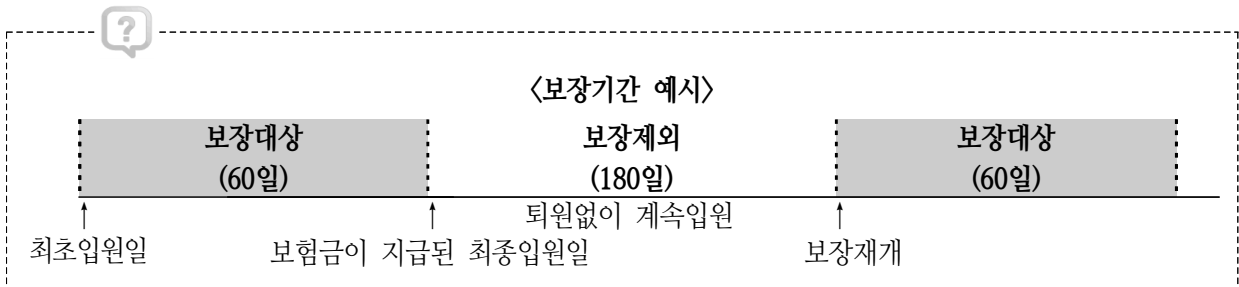 ?
〈보장기간 예시〉
보장대상 보장제외 보장대상
(60일) (180일) (60일)
퇴원없이 계속입원
↑ ↑ ↑
최초입원일 보험금이 지급된 최종입원일 보장재개